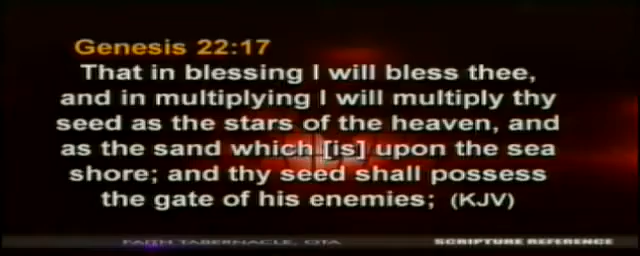 Genesis 22:17
That in blessing I will bless thee,
and in multiplying I will multiply thy
seed as the stars of the heaven, and
as the sand which [is] upon the sea
shore; and thy seed shall possess
the gate of his enemies; (KJV)
FAITH TABERNACLE, OTA
SCRIPTURE REFERENCE